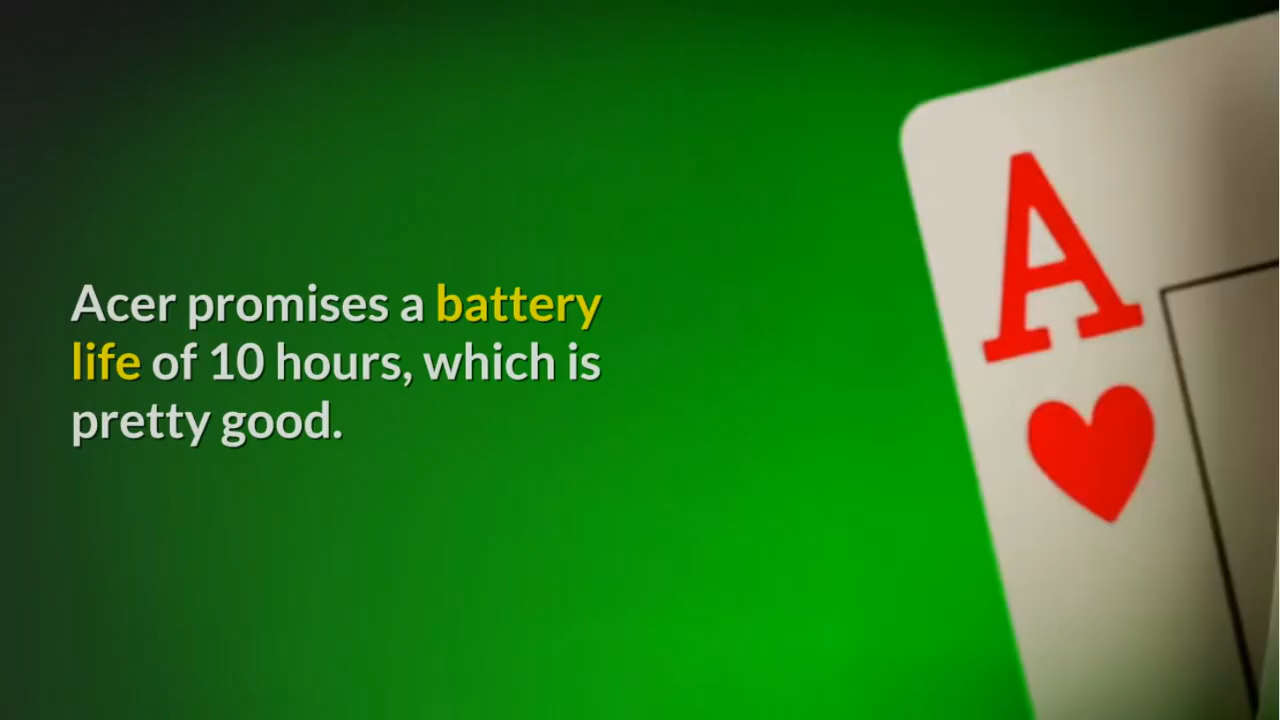 Acer promises a battery
life of 10 hours, which is
pretty good.
A